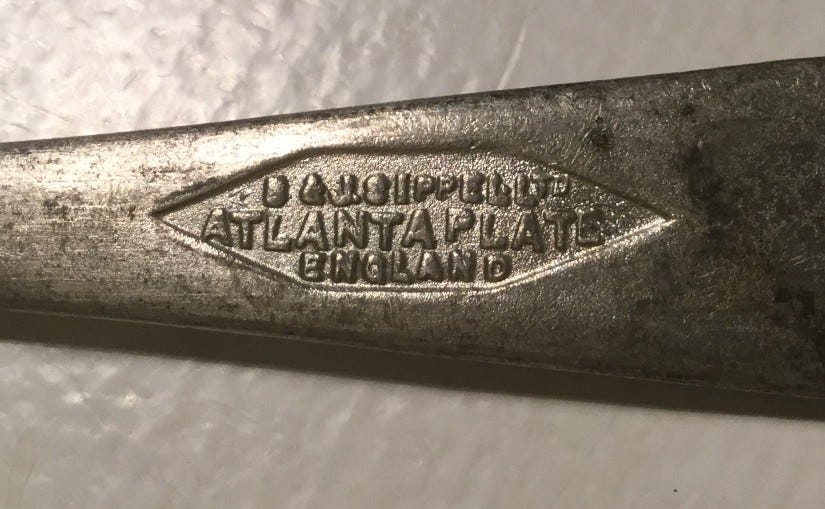 B & J. SIPPEL LTD
ATLANTA PLATE
ENGLAND